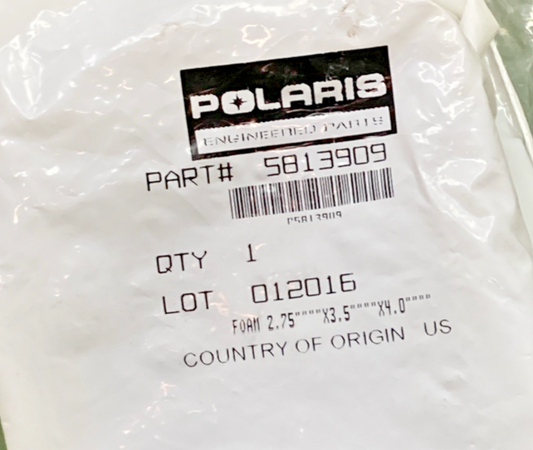 POLARIS
ENGINEERED PARTS
PART# 5813909
P5813909
QTY 1
LOT 012016
FOAM 2.75""""X3.5""""X4.0""""
COUNTRY OF ORIGIN US